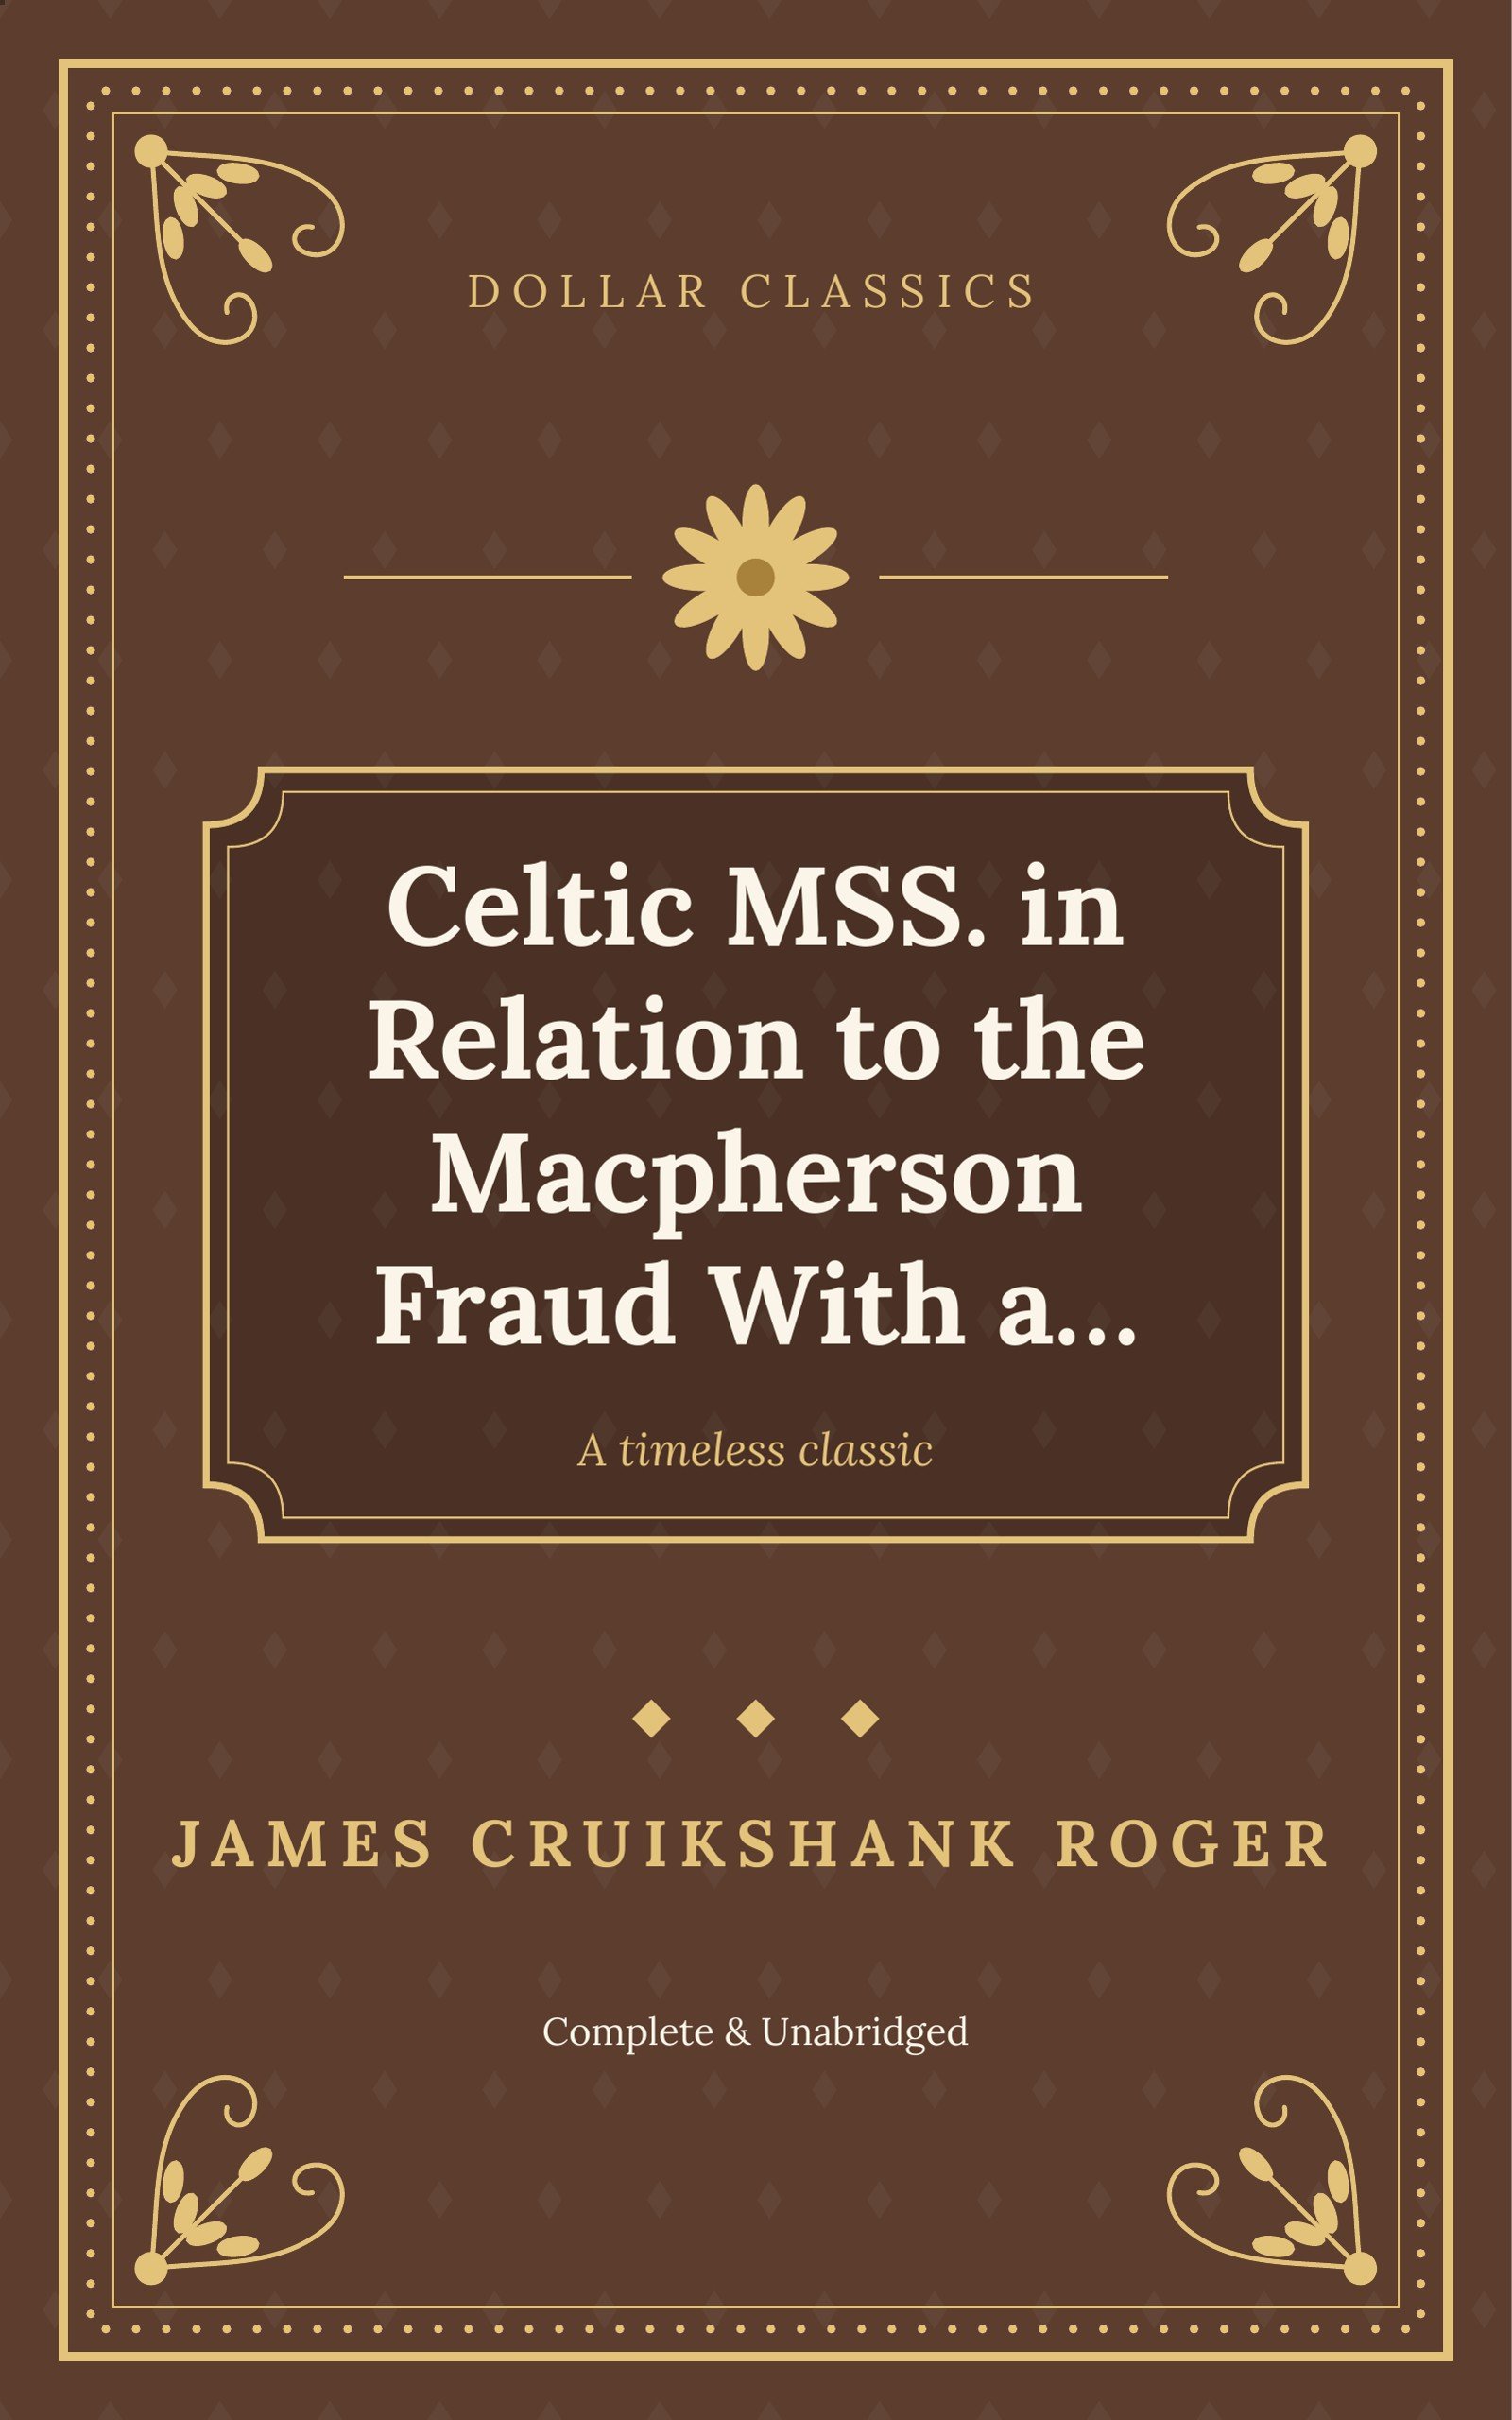 DOLLAR CLASSICS
Celtic MSS. in
Relation to the
Macpherson
Fraud With a...
A timeless classic
JAMES CRUIKSHANK ROGER
Complete & Unabridged